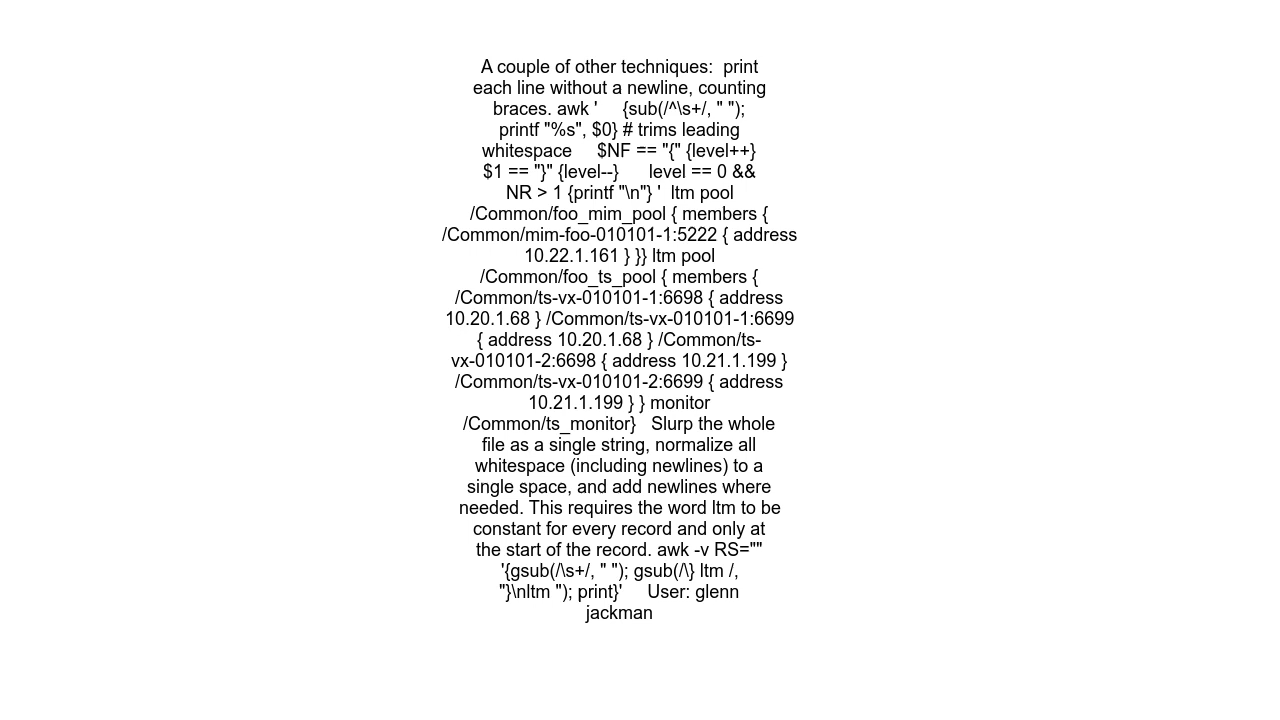 A couple of other techniques:  print
each line without a newline, counting
braces. awk '     {sub(/^\s+/, " ");
printf "%s", $0} # trims leading
whitespace     $NF == "{" {level++}
$1 == "}" {level--}      level == 0 &&
NR > 1 {printf "\n"} '  ltm pool
/Common/foo_mim_pool { members {
/Common/mim-foo-010101-1:5222 { address
10.22.1.161 } }} ltm pool
/Common/foo_ts_pool { members {
/Common/ts-vx-010101-1:6698 { address
10.20.1.68 } /Common/ts-vx-010101-1:6699
{ address 10.20.1.68 } /Common/ts-
vx-010101-2:6698 { address 10.21.1.199 }
/Common/ts-vx-010101-2:6699 { address
10.21.1.199 } } monitor
/Common/ts_monitor}   Slurp the whole
file as a single string, normalize all
whitespace (including newlines) to a
single space, and add newlines where
needed. This requires the word ltm to be
constant for every record and only at
the start of the record. awk -v RS=""
'{gsub(/\s+/, " "); gsub(/\} ltm /,
"}\nltm "); print}'     User: glenn
jackman